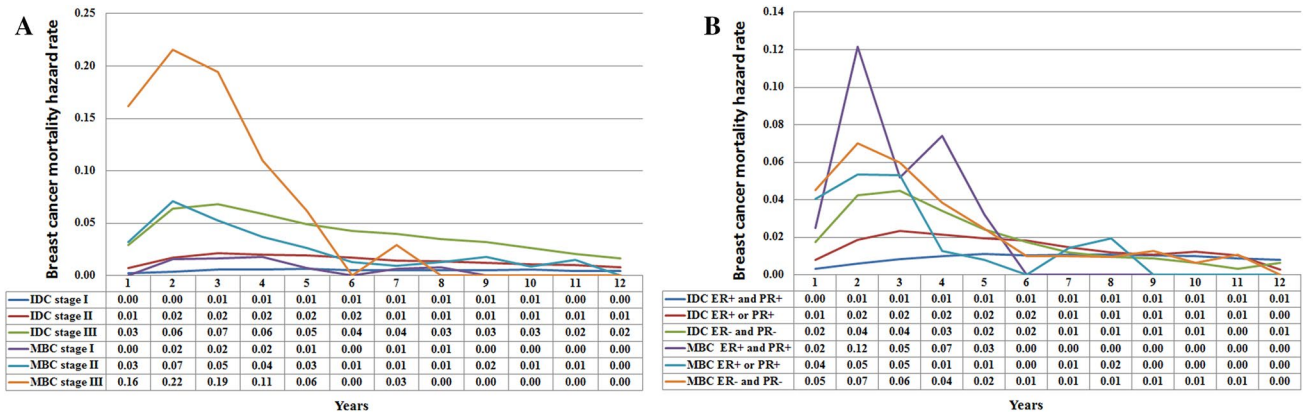 A
Breast cancer mortality hazard rate
0.25
0.20
0.15
0.10
0.05
0.00
1 2 3 4 5 6 7 8 9 10 11 12
IDC stage I 0.00 0.00 0.01 0.01 0.01 0.01 0.01 0.01 0.01 0.01 0.00 0.00
IDC stage II 0.01 0.02 0.02 0.02 0.02 0.02 0.01 0.01 0.01 0.01 0.01 0.01
IDC stage III 0.03 0.06 0.07 0.06 0.05 0.04 0.04 0.03 0.03 0.03 0.02 0.02
MBC stage I 0.00 0.02 0.02 0.02 0.01 0.00 0.01 0.01 0.00 0.00 0.00 0.00
MBC stage II 0.03 0.07 0.05 0.04 0.03 0.01 0.01 0.01 0.02 0.01 0.01 0.00
MBC stage III 0.16 0.22 0.19 0.11 0.06 0.00 0.03 0.00 0.00 0.00 0.00 0.00
Years
B
Breast cancer mortality hazard rate
0.14
0.12
0.10
0.08
0.06
0.04
0.02
0.00
1 2 3 4 5 6 7 8 9 10 11 12
IDC ER+ and PR+ 0.00 0.01 0.01 0.01 0.01 0.01 0.01 0.01 0.01 0.01 0.01 0.01
IDC ER+ or PR+ 0.01 0.02 0.02 0.02 0.02 0.02 0.01 0.01 0.01 0.01 0.01 0.00
IDC ER- and PR- 0.02 0.04 0.04 0.03 0.02 0.02 0.01 0.01 0.01 0.01 0.00 0.01
MBC ER+ and PR+ 0.02 0.12 0.05 0.07 0.03 0.00 0.00 0.00 0.00 0.00 0.00 0.00
MBC ER+ or PR+ 0.04 0.05 0.05 0.01 0.01 0.00 0.01 0.02 0.00 0.00 0.00 0.00
MBC ER- and PR- 0.05 0.07 0.06 0.04 0.02 0.01 0.01 0.01 0.01 0.01 0.01 0.00
Years